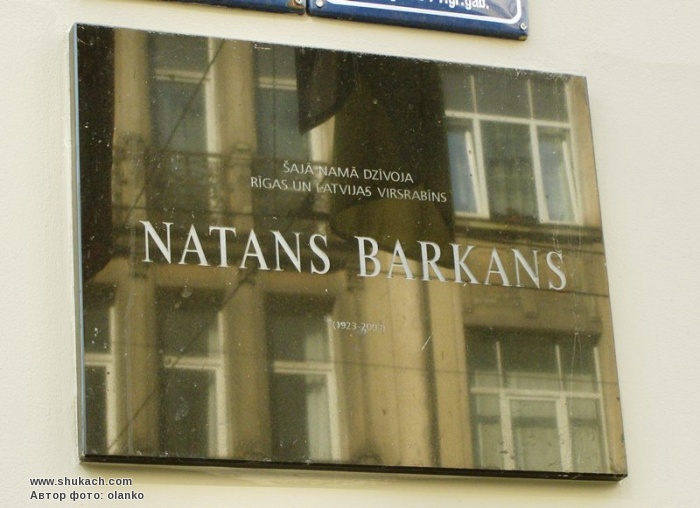 ŠAJĀ NAMĀ DZĪVOJA
RĪGAS UN LATVIJAS VIRSRABĪNS
NATANS BARKANS
(1923-2003)
www.shukach.com
Автор фото: olanko